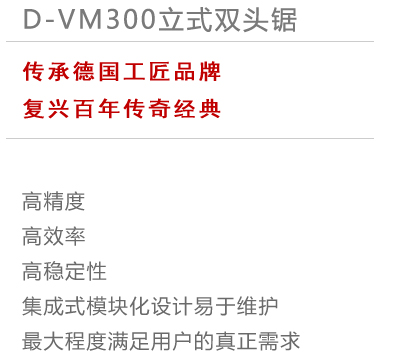 D-VM300立式双头锯
传承德国工匠品牌
复兴百年传奇经典
高精度
高效率
高稳定性
集成式模块化设计易于维护
最大程度满足用户的真正需求